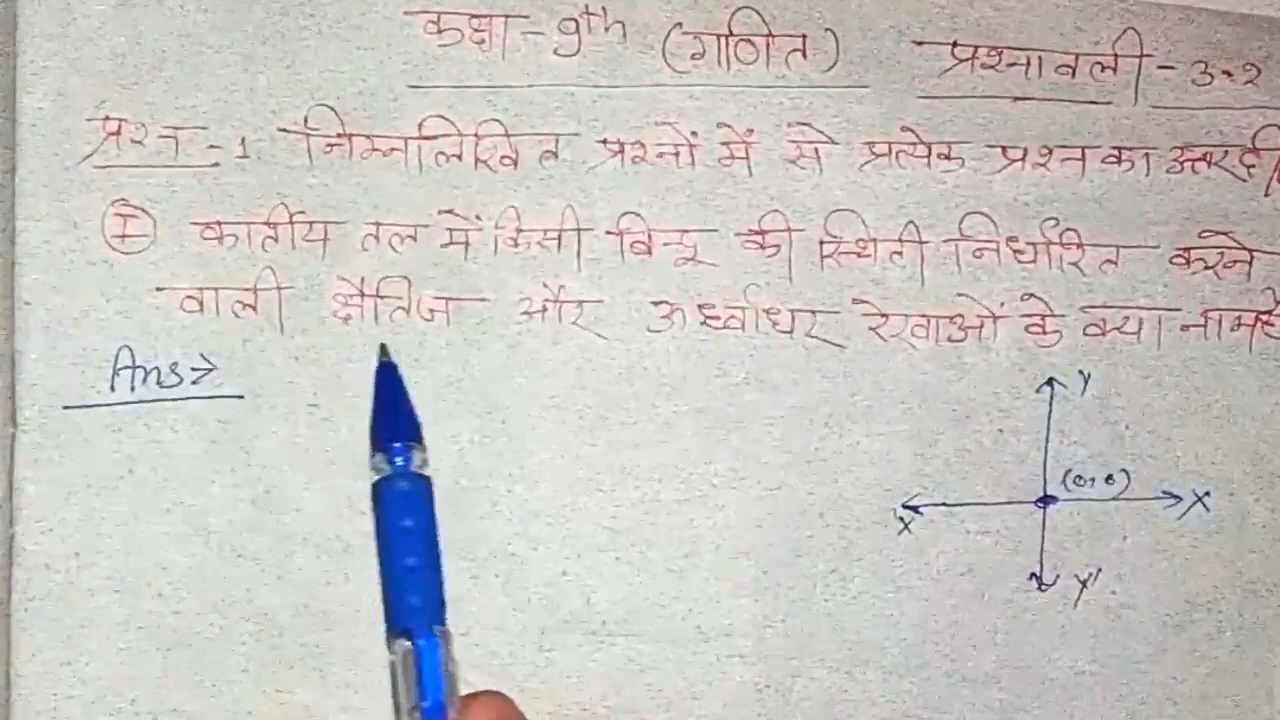 कक्षा - 9th (गणित) प्रश्नावली - 3.2
प्रश्न - 1 निम्नलिखित प्रश्नों में से प्रत्येक प्रश्न का उत्तर
I कार्तीय तल में किसी बिन्दू की स्थिती निर्धारित करने
वाली क्षैतिज और ऊर्ध्वाधर रेखाओं के क्या नाम है
Ans →
Y
(0,0)
X X
Y'